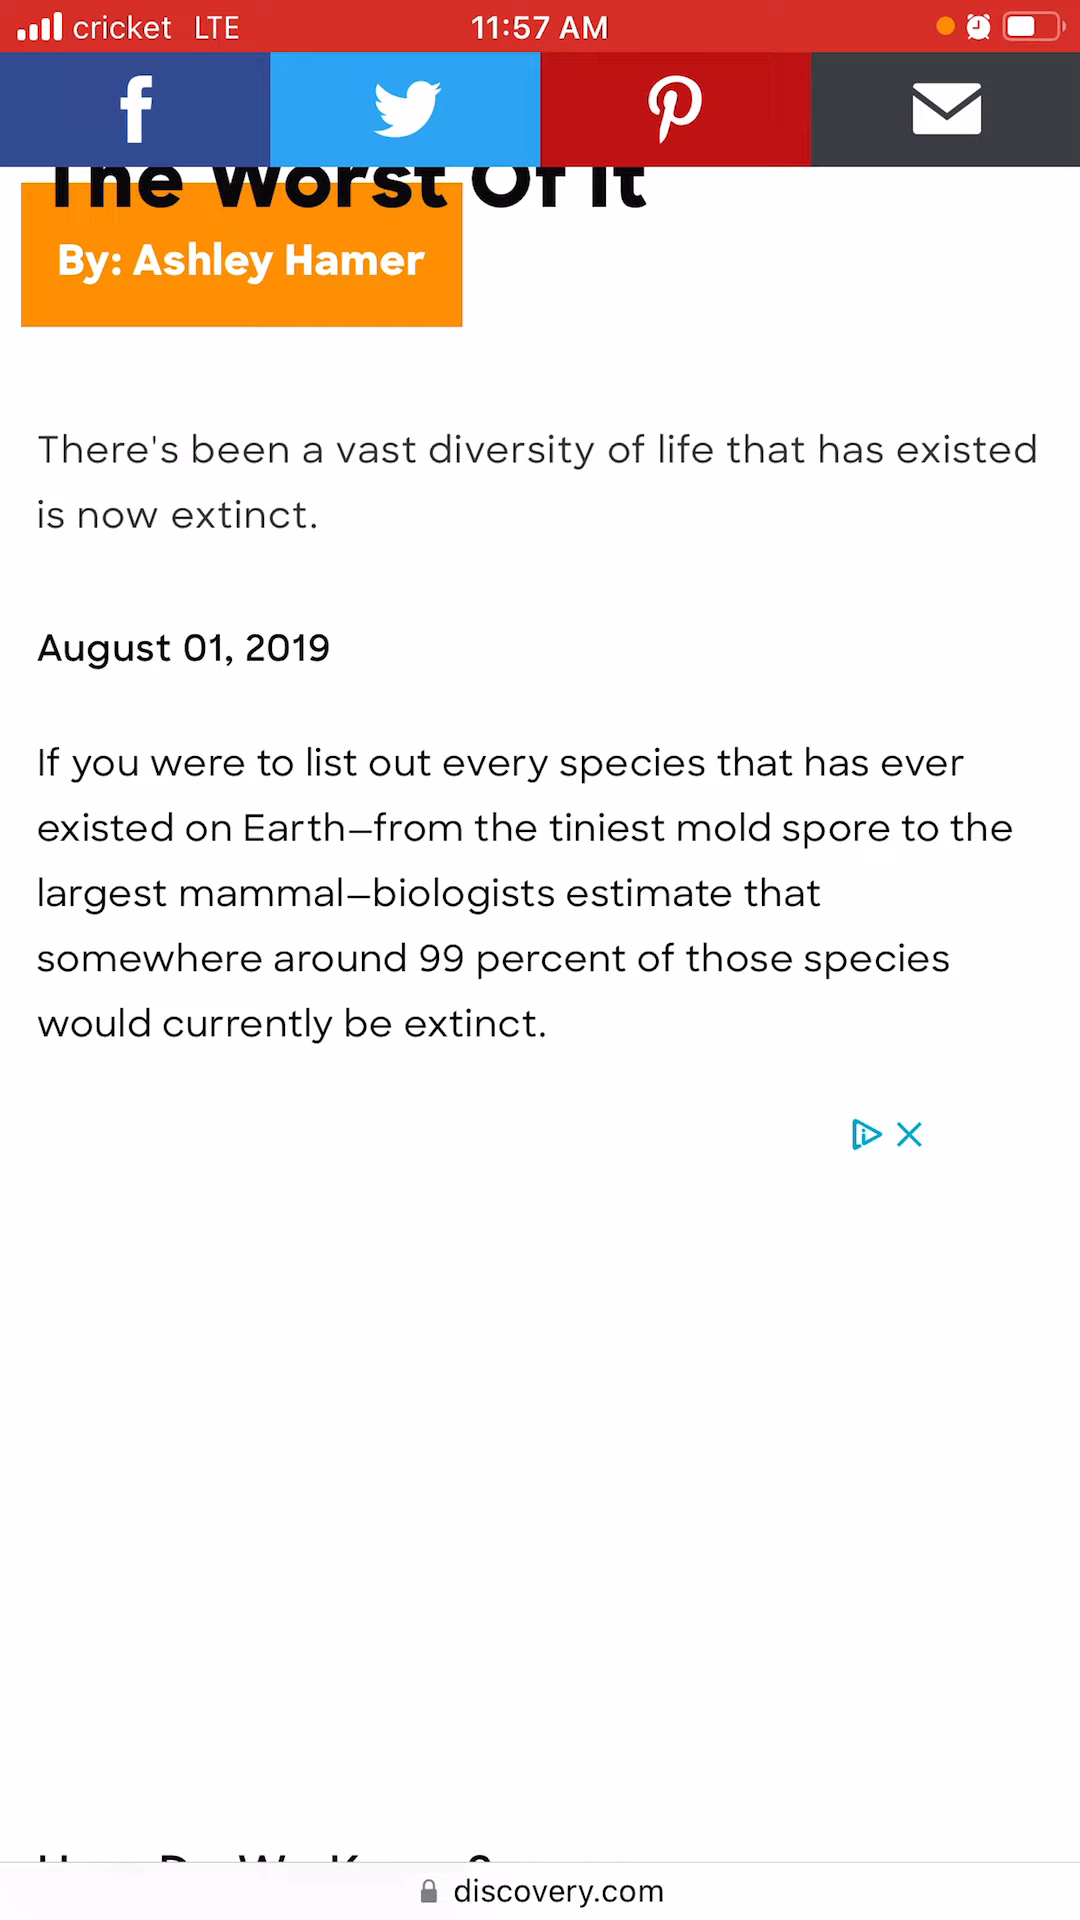 cricket LTE 11:57 AM
The Worst Of It
By: Ashley Hamer
There's been a vast diversity of life that has existed
is now extinct.
August 01, 2019
If you were to list out every species that has ever
existed on Earth—from the tiniest mold spore to the
largest mammal—biologists estimate that
somewhere around 99 percent of those species
would currently be extinct.
discovery.com